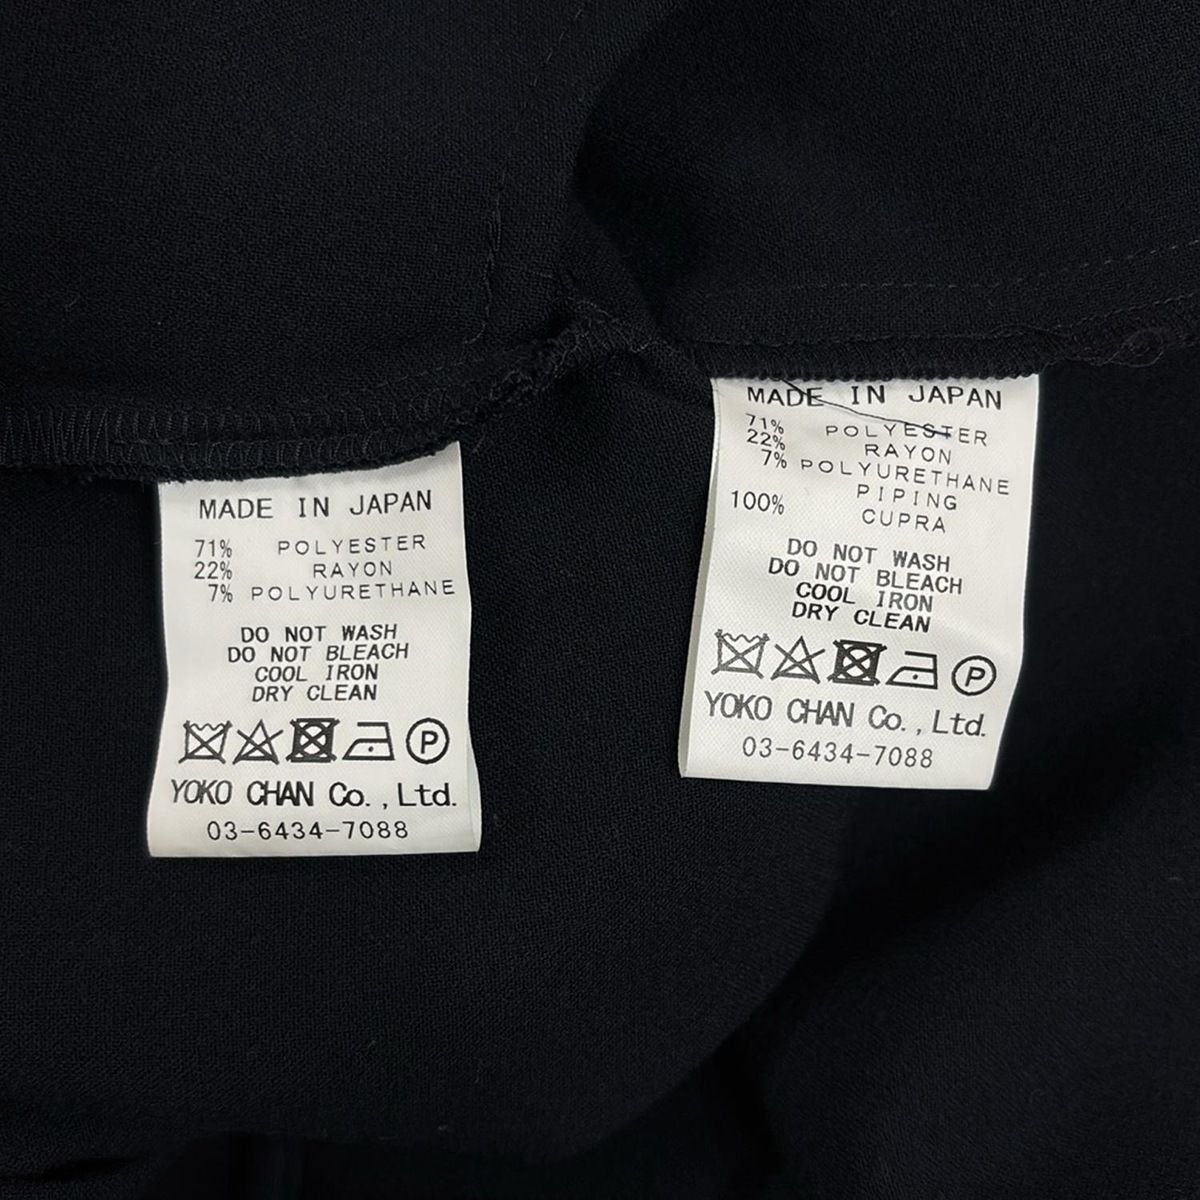 MADE IN JAPAN
71% POLYESTER
22% RAYON
7% POLYURETHANE
DO NOT WASH
DO NOT BLEACH
COOL IRON
DRY CLEAN
P
YOKO CHAN Co.,Ltd.
03-6434-7088
MADE IN JAPAN
71% POLYESTER
22% RAYON
7% POLYURETHANE
PIPING
100% CUPRA
DO NOT WASH
DO NOT BLEACH
COOL IRON
DRY CLEAN
P
YOKO CHAN Co.,Ltd.
03-6434-7088